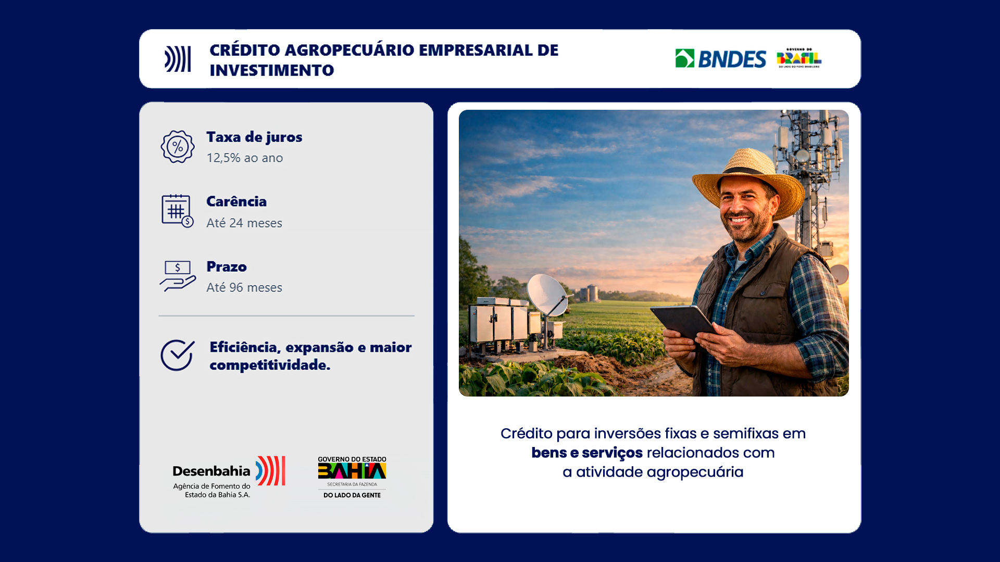 CRÉDITO AGROPECUÁRIO EMPRESARIAL DE
INVESTIMENTO
BNDES
GOVERNO DO
BRASIL
DO LADO DO POVO BRASILEIRO
Taxa de juros
12,5% ao ano
Carência
Até 24 meses
Prazo
Até 96 meses
Eficiência, expansão e maior
competitividade.
Desenbahia
Agência de Fomento do
Estado da Bahia S.A.
GOVERNO DO ESTADO
BAHIA
SECRETARIA DA FAZENDA
DO LADO DA GENTE
Crédito para inversões fixas e semifixas em
bens e serviços relacionados com
a atividade agropecuária